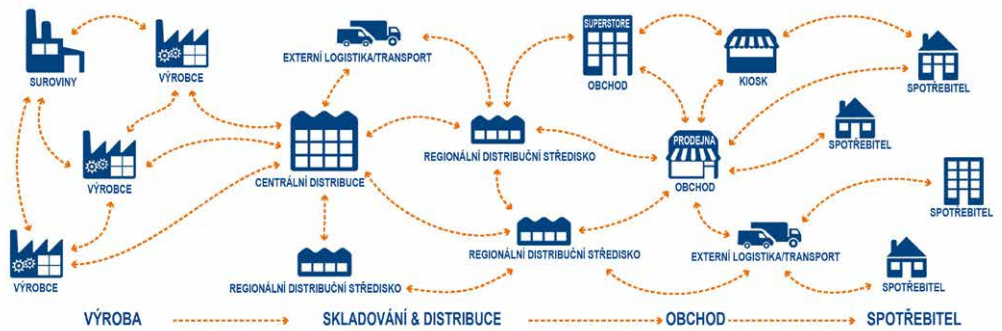 SUROVINY
VÝROBCE
VÝROBCE
VÝROBCE
EXTERNÍ LOGISTIKA/TRANSPORT
CENTRÁLNÍ DISTRIBUCE
REGIONÁLNÍ DISTRIBUČNÍ STŘEDISKO
REGIONÁLNÍ DISTRIBUČNÍ STŘEDISKO
REGIONÁLNÍ DISTRIBUČNÍ STŘEDISKO
SUPERSTORE
OBCHOD
KIOSK
PRODEJNA
OBCHOD
EXTERNÍ LOGISTIKA/TRANSPORT
SPOTŘEBITEL
SPOTŘEBITEL
SPOTŘEBITEL
SPOTŘEBITEL
VÝROBA
SKLADOVÁNÍ & DISTRIBUCE
OBCHOD
SPOTŘEBITEL